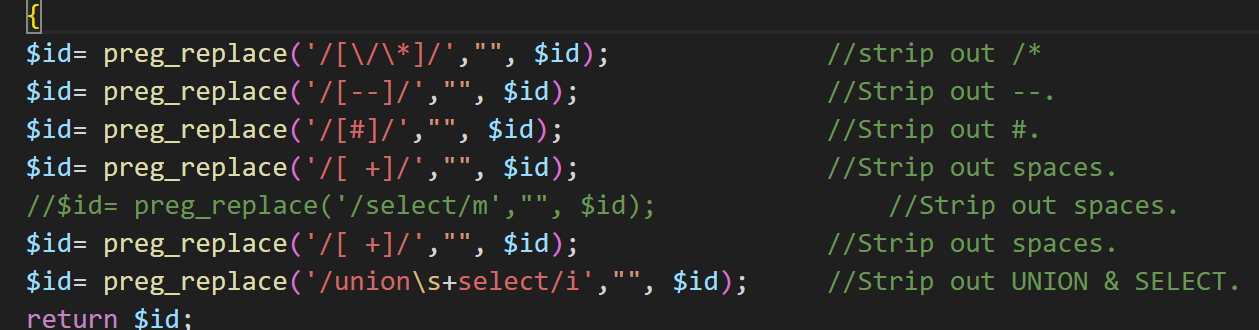 {
$id= preg_replace('/[\/\*]/',"", $id);		//strip out /*
$id= preg_replace('/[--]/',"", $id);		//Strip out --.
$id= preg_replace('/[#]/',"", $id);			//Strip out #.
$id= preg_replace('/[ +]/',"", $id);	    //Strip out spaces.
//$id= preg_replace('/select/m',"", $id);	   		 	//Strip out spaces.
$id= preg_replace('/[ +]/',"", $id);	    //Strip out spaces.
$id= preg_replace('/union\s+select/i',"", $id);	    //Strip out UNION & SELECT.
return $id;